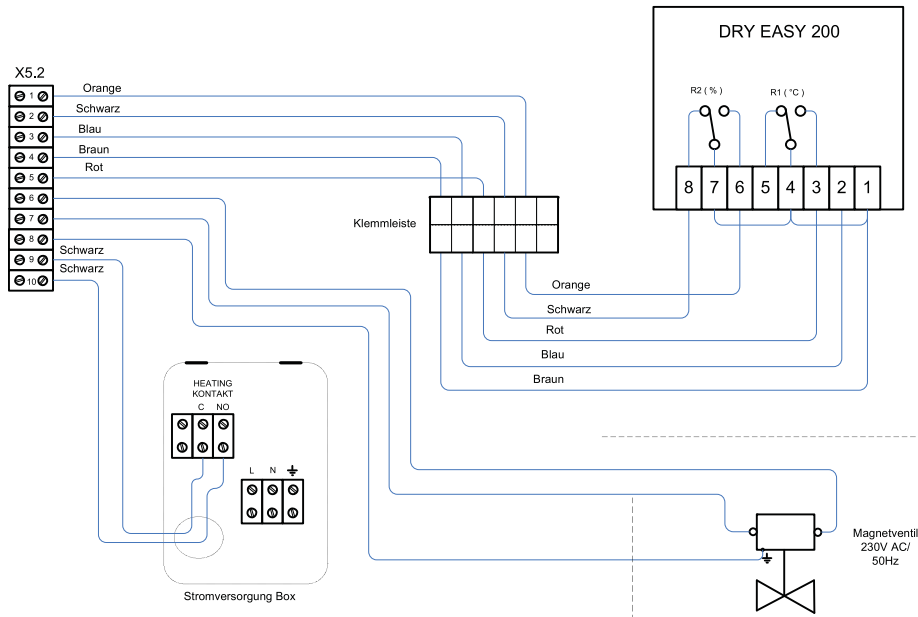 DRY EASY 200
R2 ( % )
R1 ( °C )
8 7 6 5 4 3 2 1
X5.2
1
2
3
4
5
6
7
8
9
10
Orange
Schwarz
Blau
Braun
Rot
Schwarz
Schwarz
Klemmleiste
Orange
Schwarz
Rot
Blau
Braun
HEATING
KONTAKT
C NO
L N
Stromversorgung Box
Magnetventil
230V AC/
50Hz